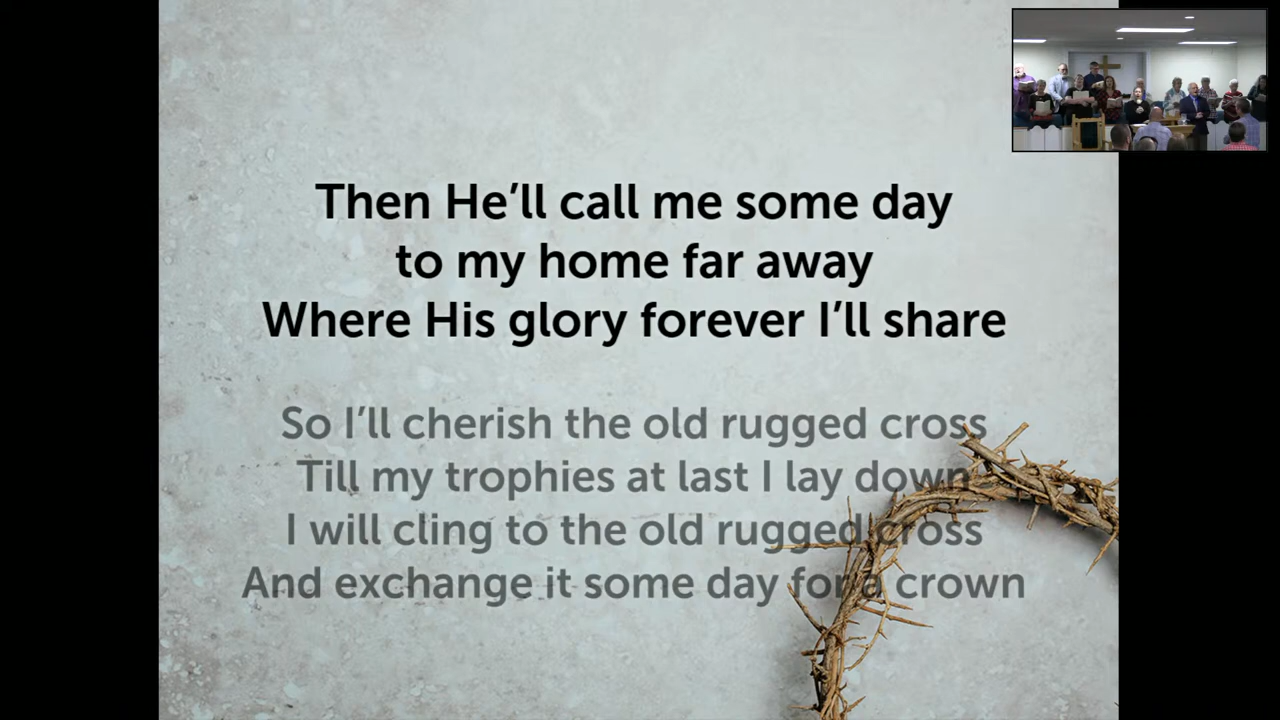 Then He’ll call me some day
to my home far away
Where His glory forever I’ll share
So I’ll cherish the old rugged cross
Till my trophies at last I lay down
I will cling to the old rugged cross
And exchange it some day for a crown